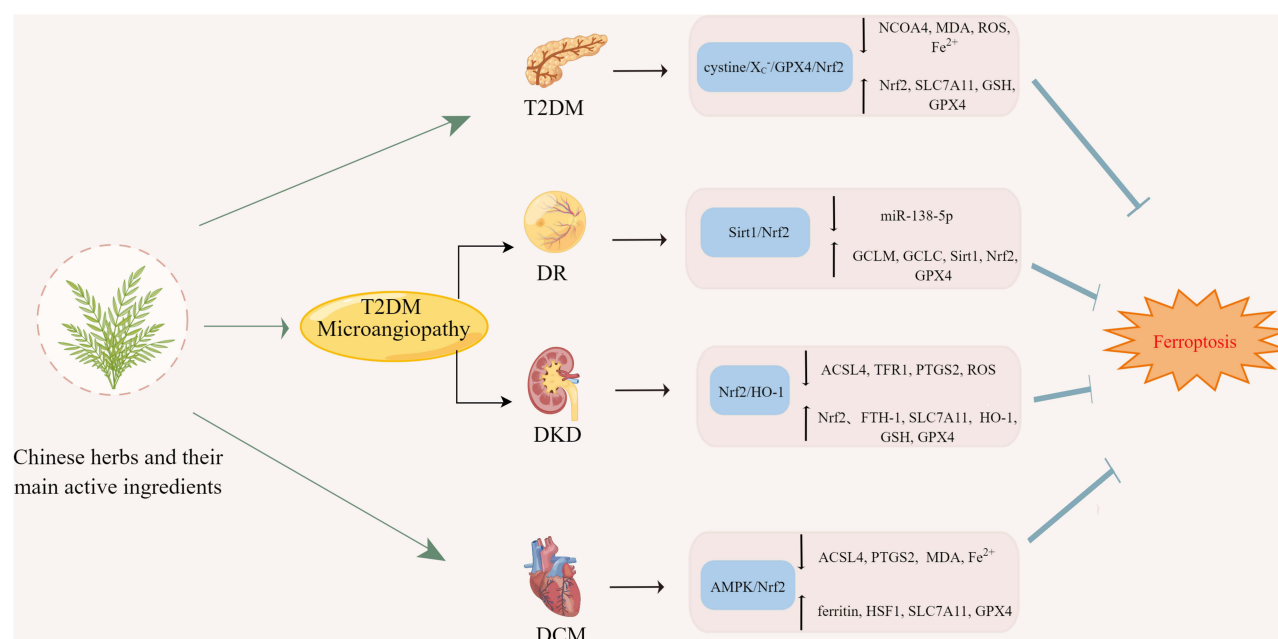 NCOA4, MDA, ROS,
Fe²⁺
cystine/X꜀⁻/GPX4/Nrf2
Nrf2, SLC7A11, GSH,
GPX4
T2DM
miR-138-5p
Sirt1/Nrf2
GCLM, GCLC, Sirt1, Nrf2,
GPX4
DR
T2DM
Microangiopathy
Ferroptosis
ACSL4, TFR1, PTGS2, ROS
Nrf2/HO-1
Nrf2、FTH-1, SLC7A11, HO-1,
GSH, GPX4
DKD
Chinese herbs and their
main active ingredients
ACSL4, PTGS2, MDA, Fe²⁺
AMPK/Nrf2
ferritin, HSF1, SLC7A11, GPX4
DCM